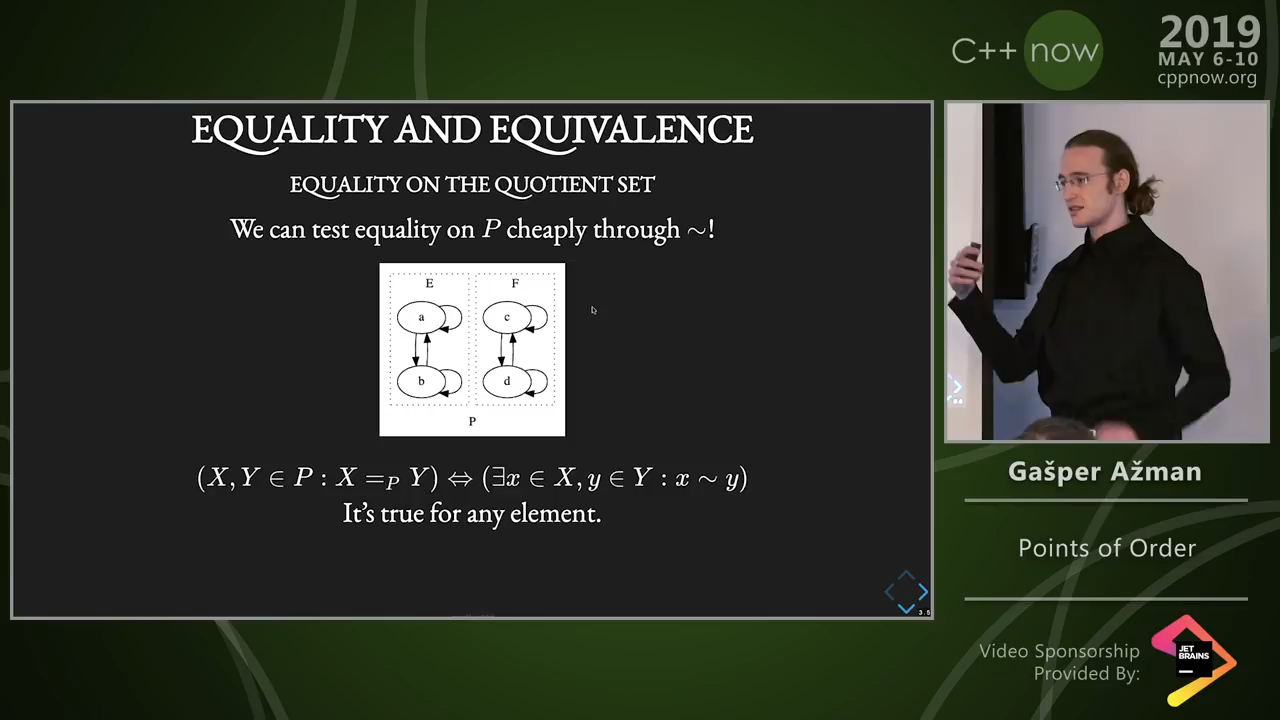 C++ now
2019
MAY 6-10
cppnow.org
EQUALITY AND EQUIVALENCE
EQUALITY ON THE QUOTIENT SET
We can test equality on P cheaply through ∼!
E F
a c
b d
P
(X, Y ∈ P : X =_P Y) ⇔ (∃x ∈ X, y ∈ Y : x ∼ y)
It's true for any element.
3.5
Gašper Ažman
Points of Order
Video Sponsorship
Provided By:
JET
BRAINS